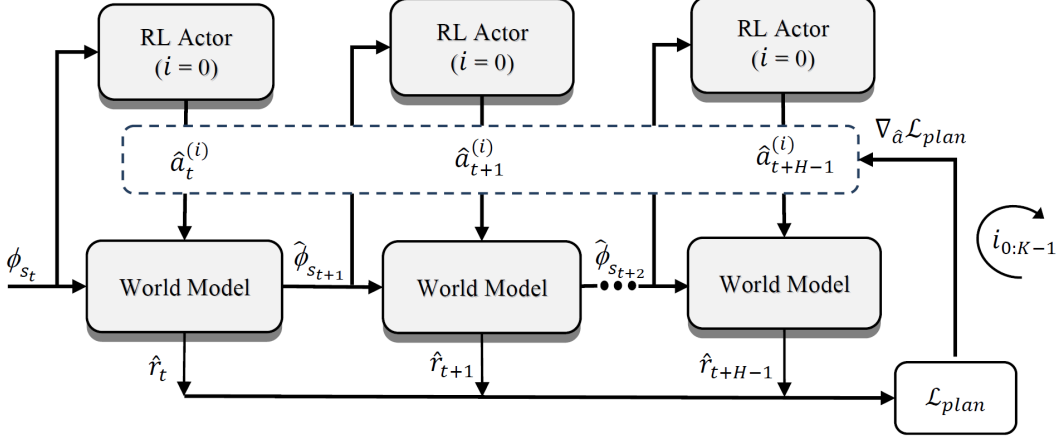 RL Actor
(i = 0)
RL Actor
(i = 0)
RL Actor
(i = 0)
∇_â ℒ_plan
â_t^(i)
â_{t+1}^(i)
â_{t+H−1}^(i)
ϕ_{s_t}
World Model
ϕ̂_{s_{t+1}}
World Model
ϕ̂_{s_{t+2}}
World Model
i_{0:K−1}
r̂_t
r̂_{t+1}
r̂_{t+H−1}
ℒ_plan